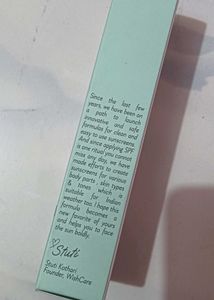 Since the last few
years, we have been on
a path to launch
innovative and safe
formulas for clean and
easy to use sunscreens.
And since applying SPF
is one ritual you cannot
miss any day, we have
made efforts to create
sunscreens for various
body parts, skin types
& tones which is
suitable for Indian
weather too. I hope this
formula becomes a
new favorite of yours
and helps you to face
the sun boldly.
Stuti
Stuti Kothari
Founder, WishCare